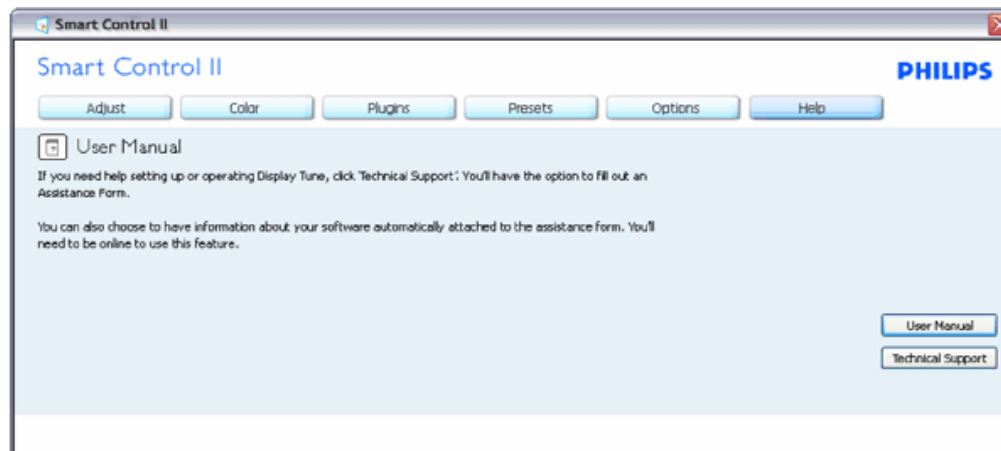 Smart Control II
Smart Control II
PHILIPS
Adjust Color Plugins Presets Options Help
User Manual
If you need help setting up or operating Display Tune, click 'Technical Support'. You'll have the option to fill out an
Assistance Form.
You can also choose to have information about your software automatically attached to the assistance form. You'll
need to be online to use this feature.
User Manual
Technical Support